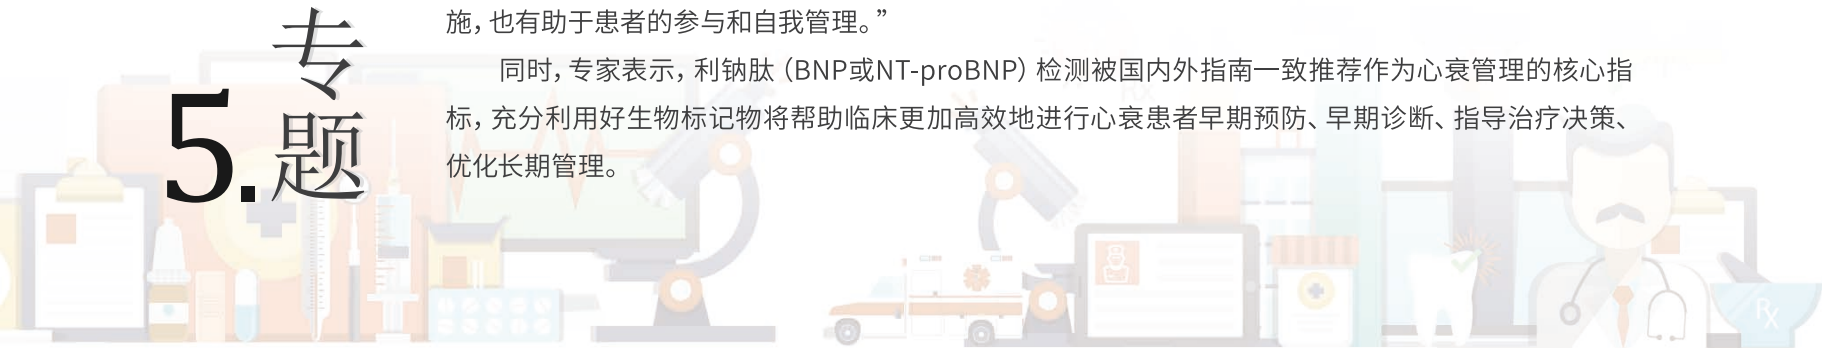 专题
5.
施，也有助于患者的参与和自我管理。”
同时，专家表示，利钠肽（BNP或NT-proBNP）检测被国内外指南一致推荐作为心衰管理的核心指
标，充分利用好生物标记物将帮助临床更加高效地进行心衰患者早期预防、早期诊断、指导治疗决策、
优化长期管理。
RX
RX